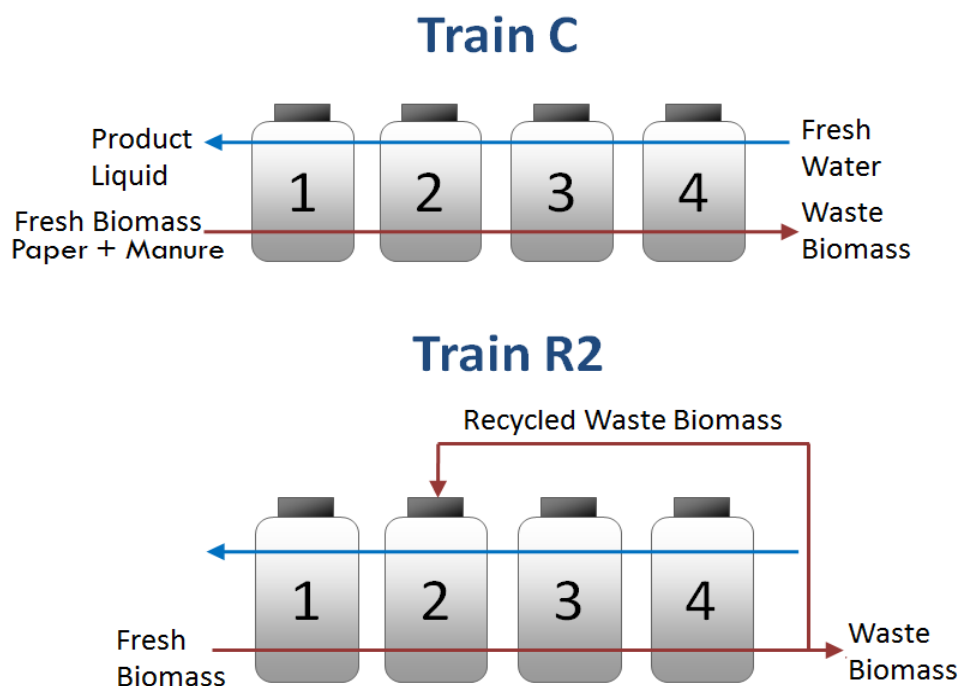 Train C
Product
Liquid
Fresh Biomass
Paper + Manure
1
2
3
4
Fresh
Water
Waste
Biomass
Train R2
Recycled Waste Biomass
1
2
3
4
Fresh
Biomass
Waste
Biomass